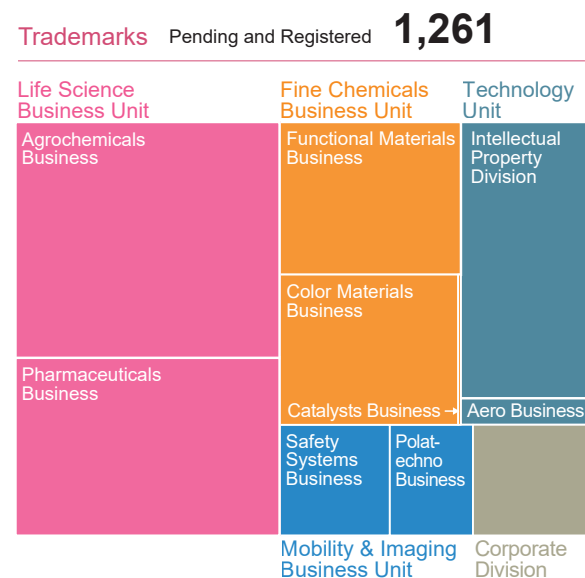 Trademarks Pending and Registered 1,261
Life Science
Business Unit
Fine Chemicals
Business Unit
Technology
Unit
Agrochemicals
Business
Functional Materials
Business
Intellectual
Property
Division
Color Materials
Business
Pharmaceuticals
Business
Catalysts Business →
Aero Business
Safety
Systems
Business
Polat-
echno
Business
Mobility & Imaging
Business Unit
Corporate
Division